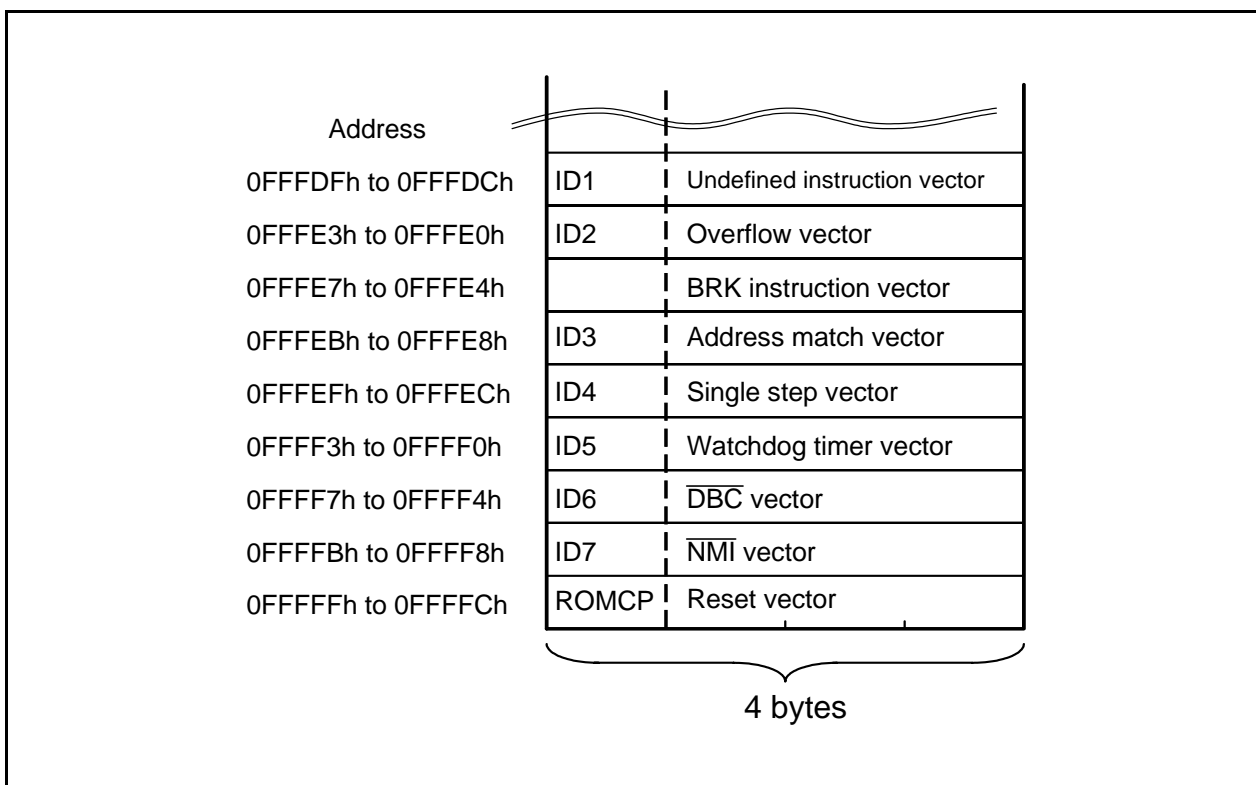 Address
0FFFDFh to 0FFFDCh ID1 Undefined instruction vector
0FFFE3h to 0FFFE0h ID2 Overflow vector
0FFFE7h to 0FFFE4h BRK instruction vector
0FFFEBh to 0FFFE8h ID3 Address match vector
0FFFEFh to 0FFFECh ID4 Single step vector
0FFFF3h to 0FFFF0h ID5 Watchdog timer vector
0FFFF7h to 0FFFF4h ID6 D̅B̅C̅ vector
0FFFFBh to 0FFFF8h ID7 N̅M̅I̅ vector
0FFFFFh to 0FFFFCh ROMCP Reset vector
4 bytes